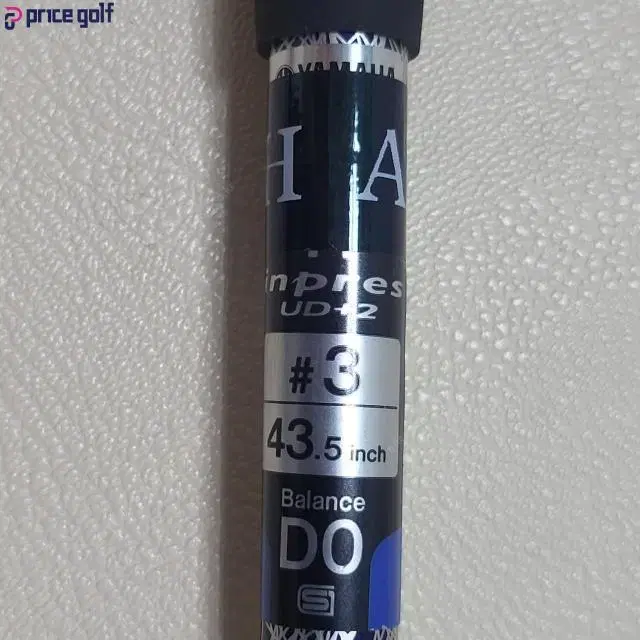 price golf
YAMAHA
H A
inpres
UD+2
#3
43.5 inch
Balance
D0
S